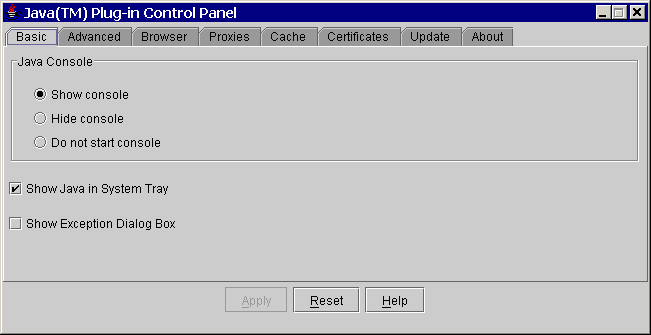 Java(TM) Plug-in Control Panel
Basic Advanced Browser Proxies Cache Certificates Update About
Java Console
Show console
Hide console
Do not start console
Show Java in System Tray
Show Exception Dialog Box
Apply Reset Help